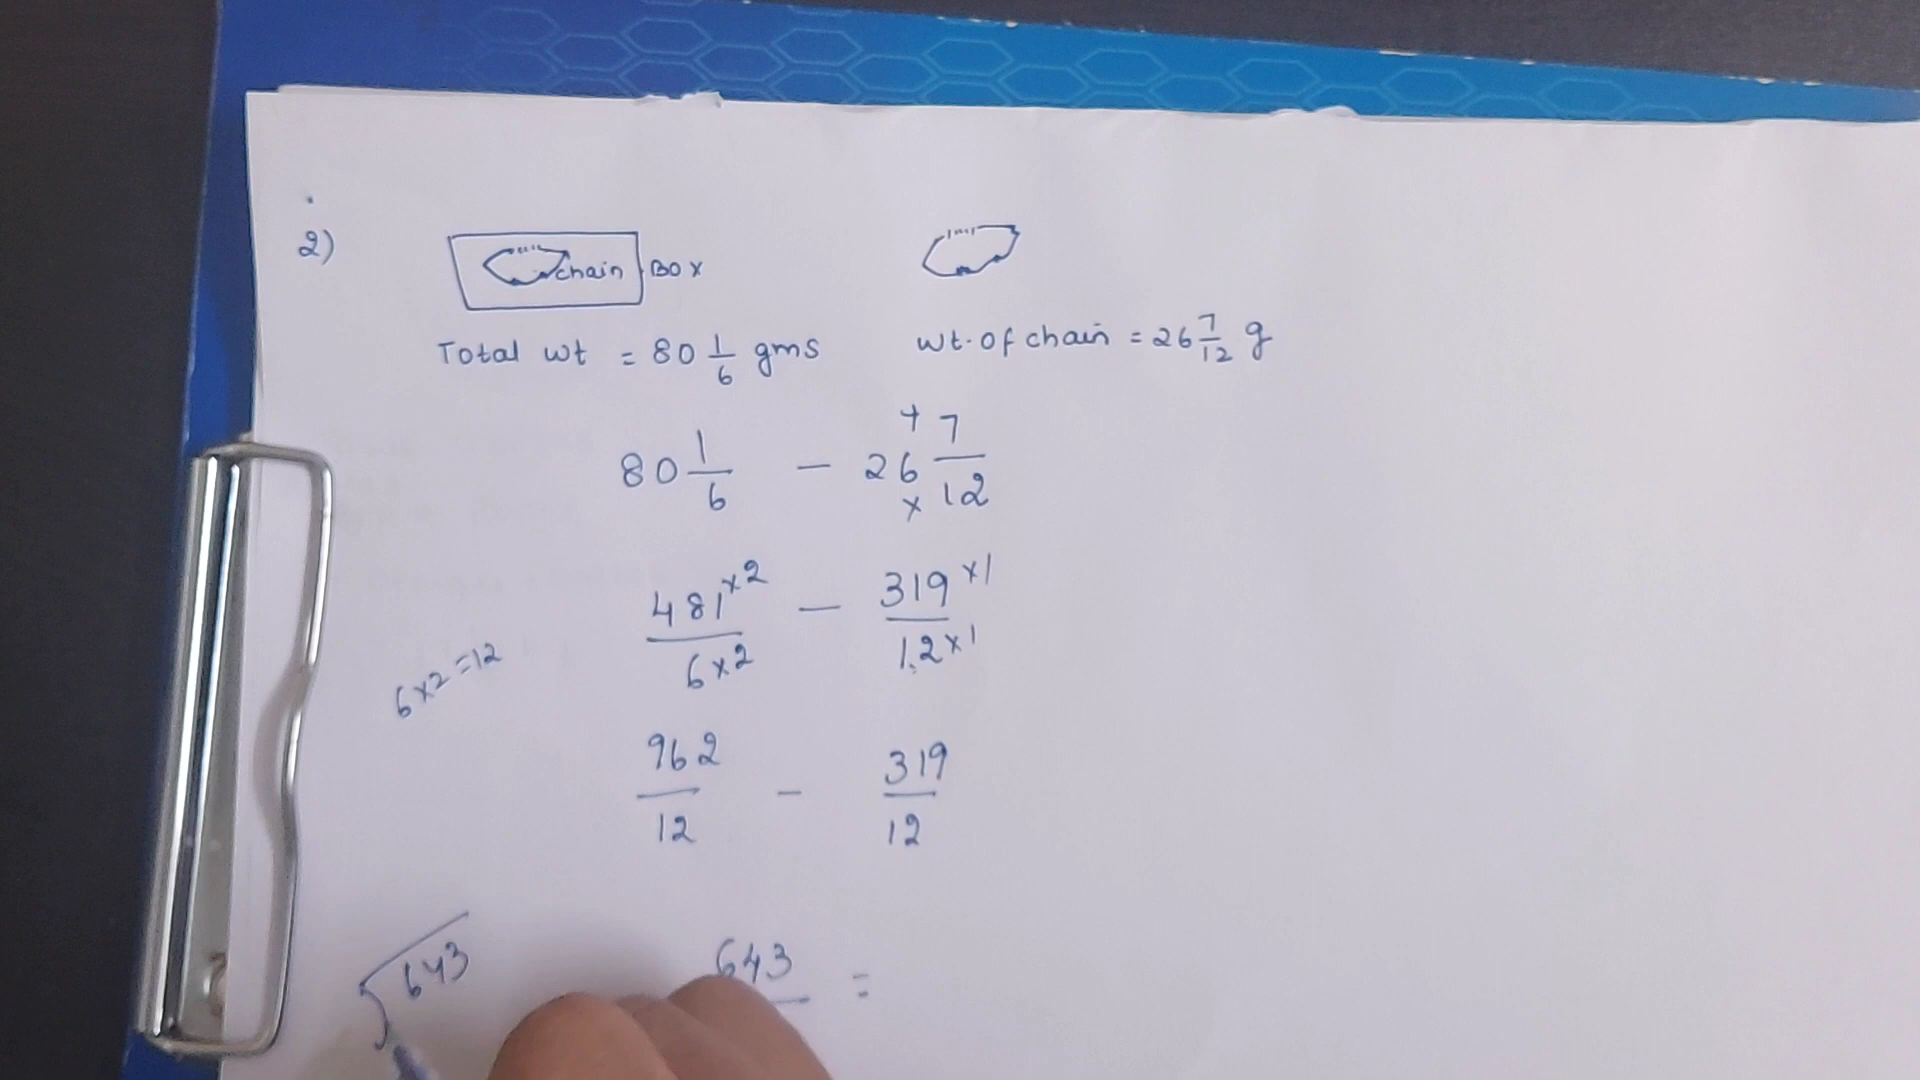 2)
chain BOX
Total wt = 80 1/6 gms    wt. of chain = 26 7/12 g
80 1/6 - 26 + 7 / × 12
481 ×2 / 6 ×2 - 319 ×1 / 12 ×1
6×2=12
962/12 - 319/12
643    643 =